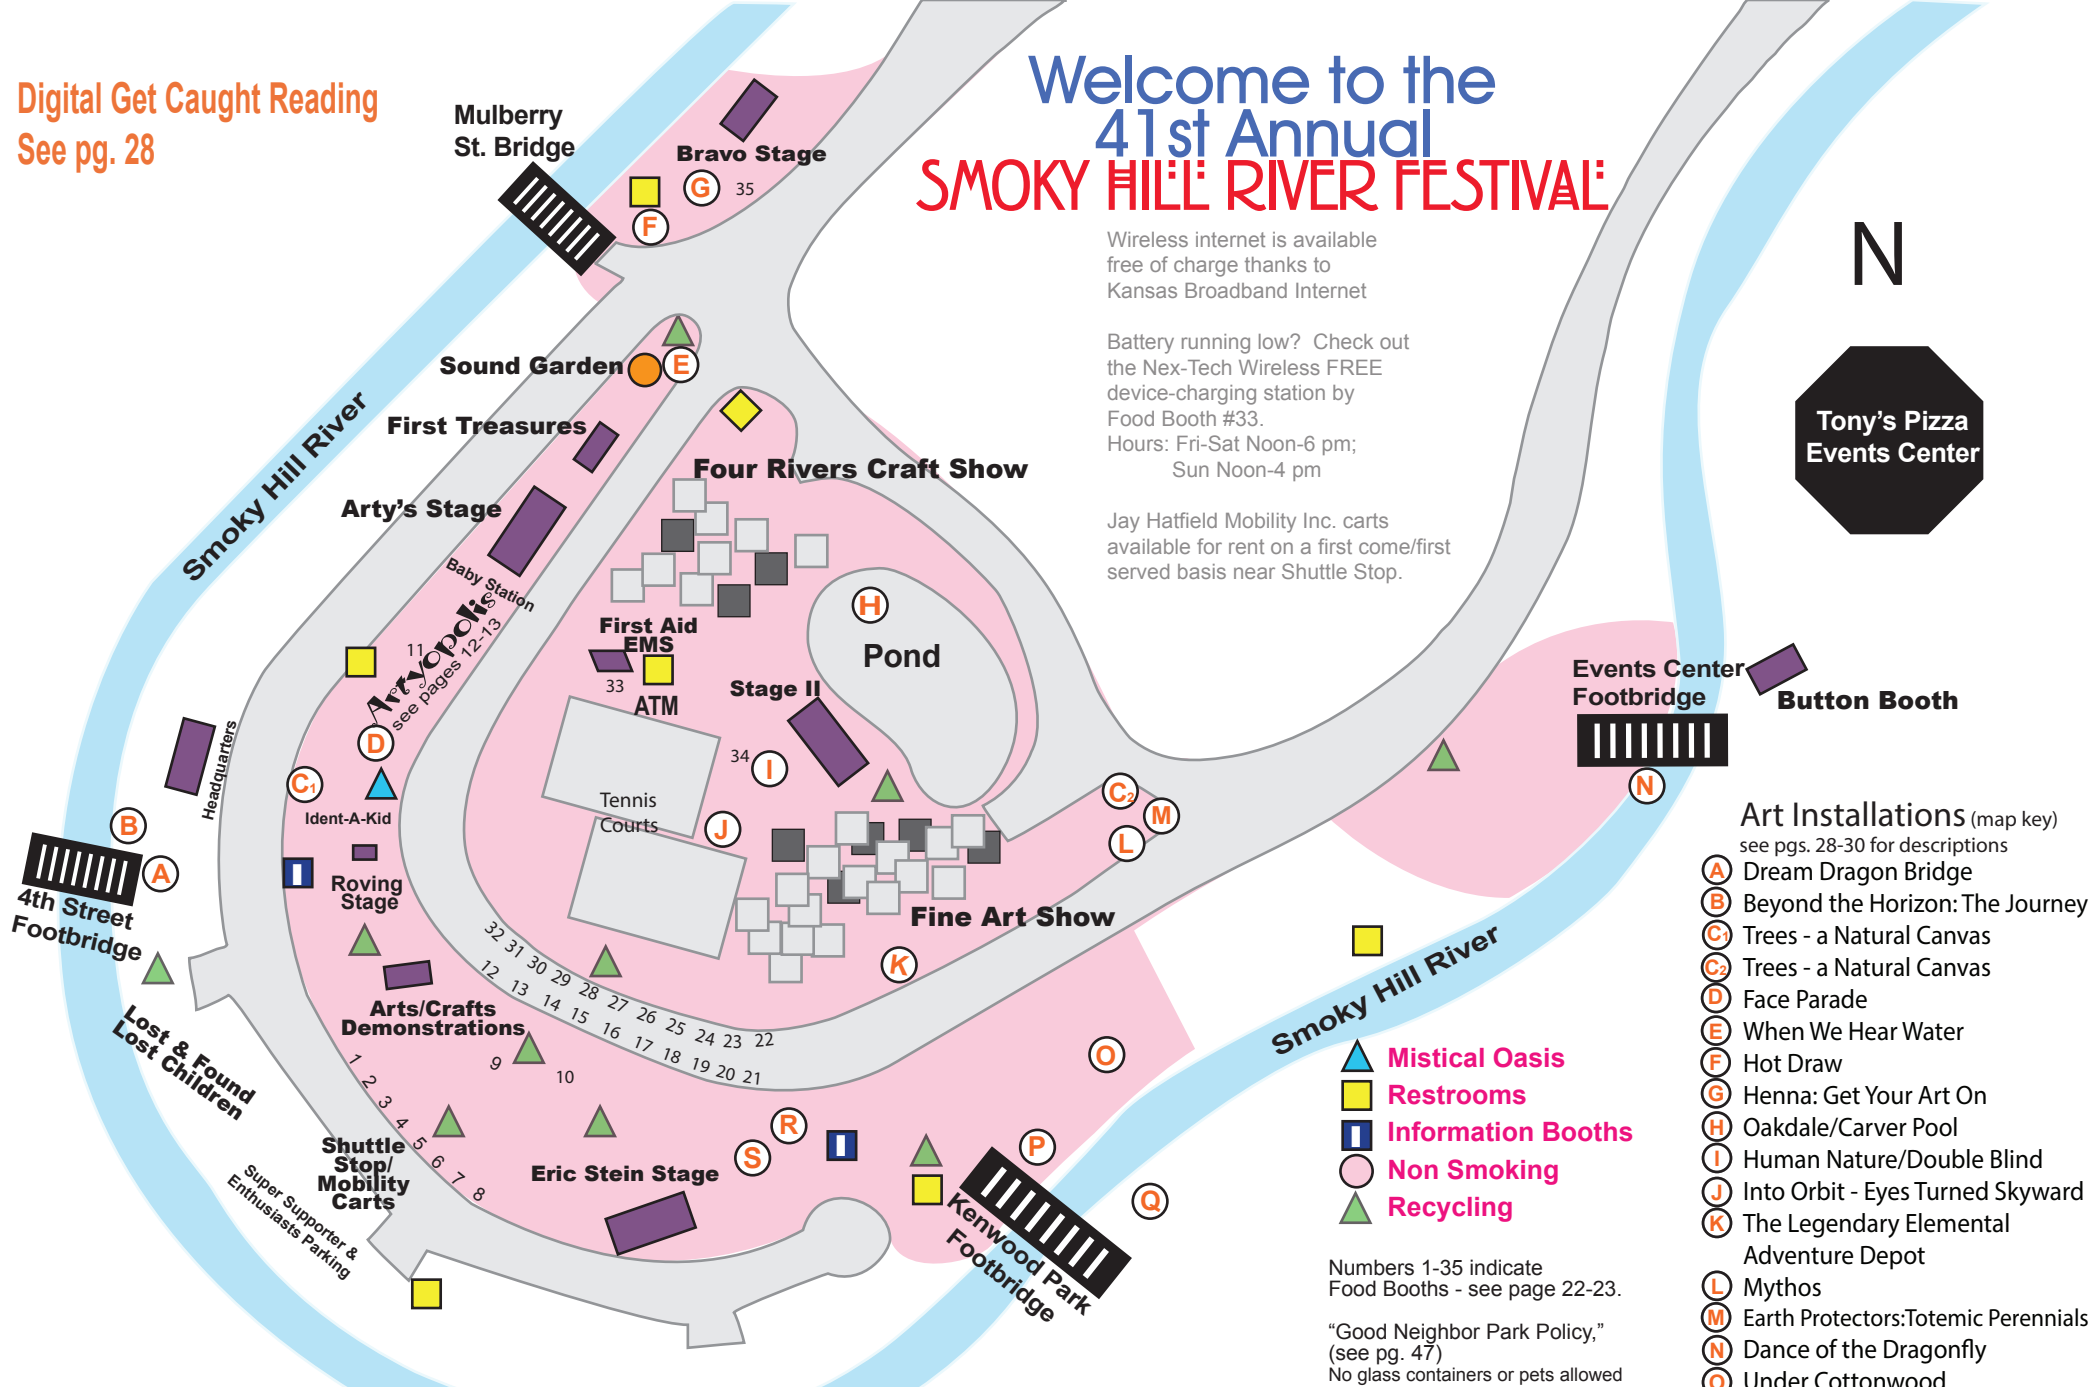 Digital Get Caught Reading
See pg. 28
Welcome to the
41st Annual
SMOKY HILL RIVER FESTIVAL
Wireless internet is available
free of charge thanks to
Kansas Broadband Internet
Battery running low?  Check out
the Nex-Tech Wireless FREE
device-charging station by
Food Booth #33.
Hours: Fri-Sat Noon-6 pm;
Sun Noon-4 pm
Jay Hatfield Mobility Inc. carts
available for rent on a first come/first
served basis near Shuttle Stop.
N
Tony's Pizza
Events Center
Mulberry
St. Bridge
Bravo Stage
G
35
F
Smoky Hill River
Sound Garden
E
First Treasures
Arty's Stage
Baby Station
Artyopolis
see pages 12-13
11
D
Four Rivers Craft Show
First Aid
EMS
33
ATM
H
Pond
Stage II
34
I
Tennis
Courts
J
C2
M
L
Fine Art Show
K
Headquarters
C1
Ident-A-Kid
B
A
I
Roving
Stage
4th Street
Footbridge
Lost & Found
Lost Children
Arts/Crafts
Demonstrations
9
10
32
31
30
29
28
27
26
25
24
23
22
12
13
14
15
16
17
18
19
20
21
1
2
3
4
5
6
7
8
Shuttle
Stop/
Mobility
Carts
Super Supporter &
Enthusiasts Parking
Eric Stein Stage
R
S
I
O
P
Q
Kenwood Park
Footbridge
Smoky Hill River
Events Center
Footbridge
Button Booth
N
Mistical Oasis
Restrooms
I
Information Booths
Non Smoking
Recycling
Numbers 1-35 indicate
Food Booths - see page 22-23.
“Good Neighbor Park Policy,”
(see pg. 47)
No glass containers or pets allowed
Art Installations (map key)
see pgs. 28-30 for descriptions
A Dream Dragon Bridge
B Beyond the Horizon: The Journey
C1 Trees - a Natural Canvas
C2 Trees - a Natural Canvas
D Face Parade
E When We Hear Water
F Hot Draw
G Henna: Get Your Art On
H Oakdale/Carver Pool
I Human Nature/Double Blind
J Into Orbit - Eyes Turned Skyward
K The Legendary Elemental
Adventure Depot
L Mythos
M Earth Protectors:Totemic Perennials
N Dance of the Dragonfly
O Under Cottonwood